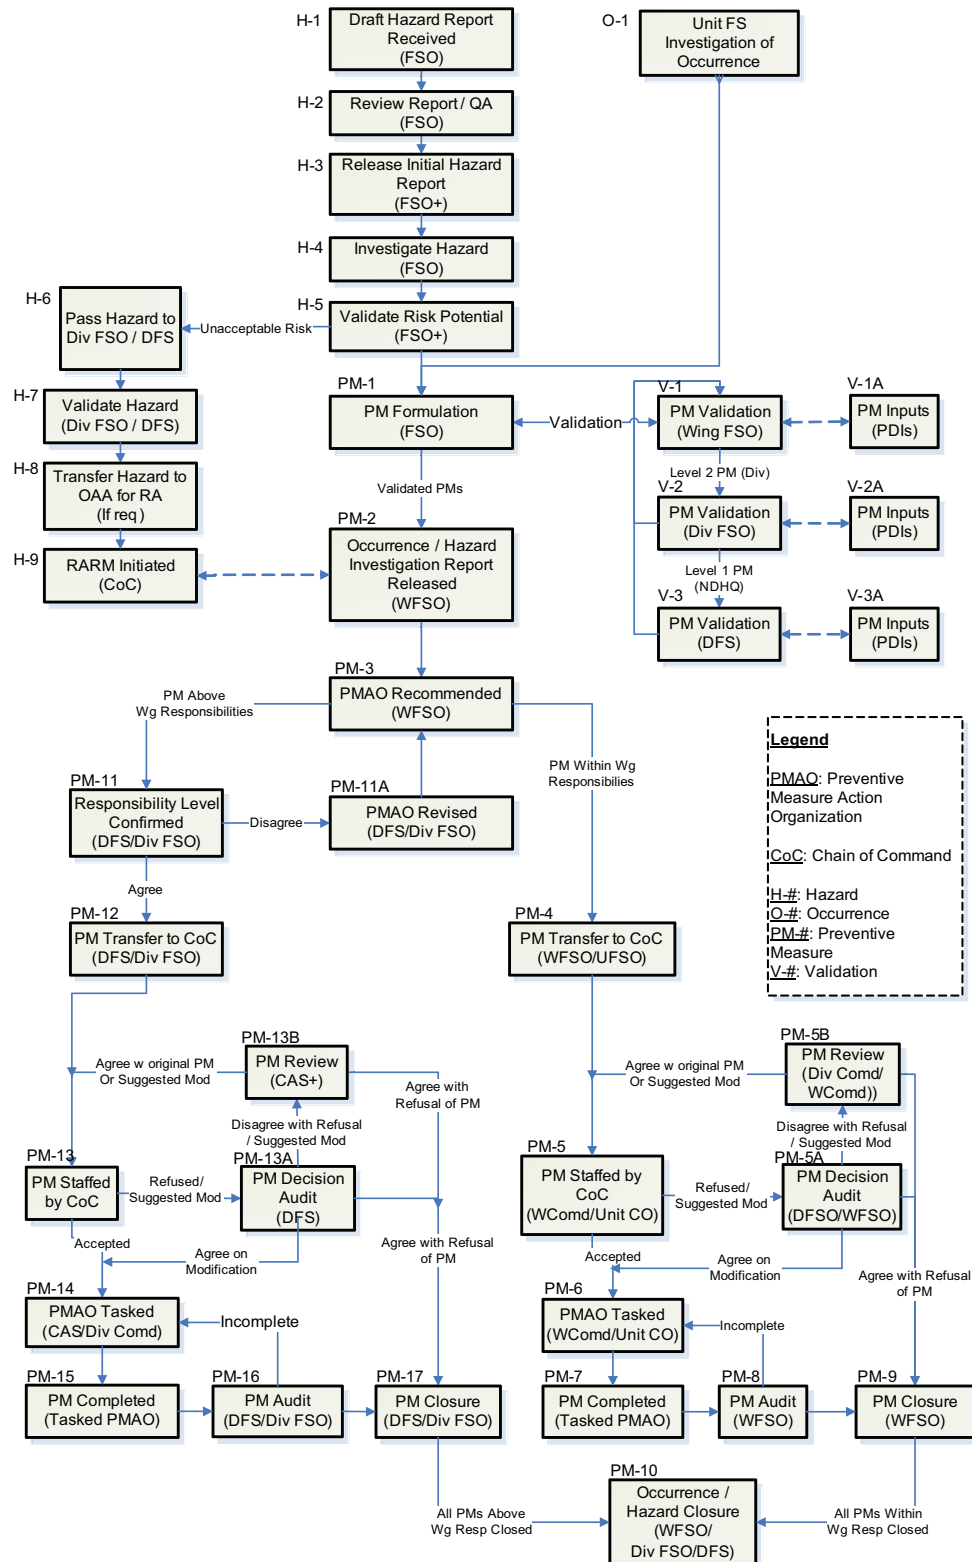 H-1
Draft Hazard Report
Received
(FSO)
O-1
Unit FS
Investigation of
Occurrence
H-2
Review Report / QA
(FSO)
H-3
Release Initial Hazard
Report
(FSO+)
H-4
Investigate Hazard
(FSO)
H-5
Validate Risk Potential
(FSO+)
Unacceptable Risk
H-6
Pass Hazard to
Div FSO / DFS
H-7
Validate Hazard
(Div FSO / DFS)
H-8
Transfer Hazard to
OAA for RA
(If req)
H-9
RARM Initiated
(CoC)
PM-1
PM Formulation
(FSO)
Validation
V-1
PM Validation
(Wing FSO)
V-1A
PM Inputs
(PDIs)
Level 2 PM (Div)
V-2
PM Validation
(Div FSO)
V-2A
PM Inputs
(PDIs)
Level 1 PM
(NDHQ)
V-3
PM Validation
(DFS)
V-3A
PM Inputs
(PDIs)
Validated PMs
PM-2
Occurrence / Hazard
Investigation Report
Released
(WFSO)
PM-3
PMAO Recommended
(WFSO)
PM Above
Wg Responsibilities
PM Within Wg
Responsibilies
PM-11
Responsibility Level
Confirmed
(DFS/Div FSO)
Disagree
PM-11A
PMAO Revised
(DFS/Div FSO)
Agree
Legend
PMAO: Preventive
Measure Action
Organization
CoC: Chain of Command
H-#: Hazard
O-#: Occurrence
PM-#: Preventive
Measure
V-#: Validation
PM-12
PM Transfer to CoC
(DFS/Div FSO)
PM-4
PM Transfer to CoC
(WFSO/UFSO)
PM-13B
PM Review
(CAS+)
Agree w original PM
Or Suggested Mod
Agree with
Refusal of PM
Disagree with Refusal
/ Suggested Mod
PM-13
PM Staffed
by CoC
Refused/
Suggested Mod
PM-13A
PM Decision
Audit
(DFS)
Accepted
Agree on
Modification
Agree with Refusal
of PM
PM-14
PMAO Tasked
(CAS/Div Comd)
Incomplete
PM-15
PM Completed
(Tasked PMAO)
PM-16
PM Audit
(DFS/Div FSO)
PM-17
PM Closure
(DFS/Div FSO)
PM-5B
PM Review
(Div Comd/
WComd))
Agree w original PM
Or Suggested Mod
Disagree with Refusal
/ Suggested Mod
PM-5
PM Staffed by
CoC
(WComd/Unit CO)
Refused/
Suggested Mod
PM-5A
PM Decision
Audit
(DFSO/WFSO)
Accepted
Agree on
Modification
Agree with Refusal
of PM
PM-6
PMAO Tasked
(WComd/Unit CO)
Incomplete
PM-7
PM Completed
(Tasked PMAO)
PM-8
PM Audit
(WFSO)
PM-9
PM Closure
(WFSO)
All PMs Above
Wg Resp Closed
PM-10
Occurrence /
Hazard Closure
(WFSO/
Div FSO/DFS)
All PMs Within
Wg Resp Closed